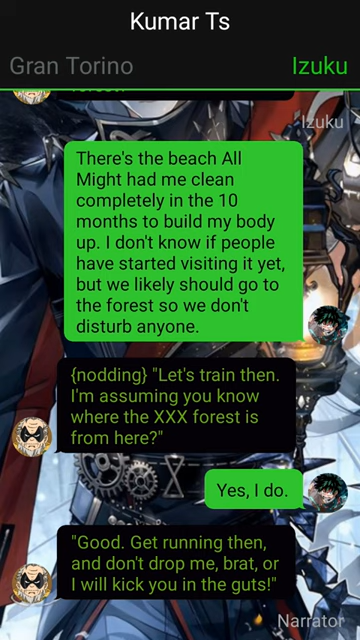 Kumar Ts
Gran Torino
Izuku
Izuku
There's the beach All
Might had me clean
completely in the 10
months to build my body
up. I don't know if people
have started visiting it yet,
but we likely should go to
the forest so we don't
disturb anyone.
{nodding} "Let's train then.
I'm assuming you know
where the XXX forest is
from here?"
Yes, I do.
"Good. Get running then,
and don't drop me, brat, or
I will kick you in the guts!"
Narrator